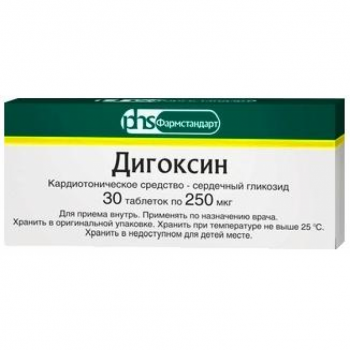 phs Фармстандарт
Дигоксин
Кардиотоническое средство - сердечный гликозид
30 таблеток по 250 мкг
Для приема внутрь. Применять по назначению врача.
Хранить в оригинальной упаковке. Хранить при температуре не выше 25 °С.
Хранить в недоступном для детей месте.